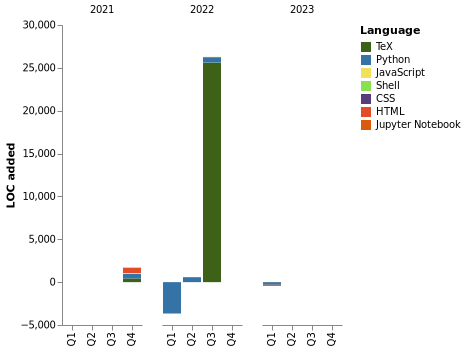 2021 2022 2023
LOC added
30,000
25,000
20,000
15,000
10,000
5,000
0
−5,000
Q1 Q2 Q3 Q4 Q1 Q2 Q3 Q4 Q1 Q2 Q3 Q4
Language
TeX
Python
JavaScript
Shell
CSS
HTML
Jupyter Notebook